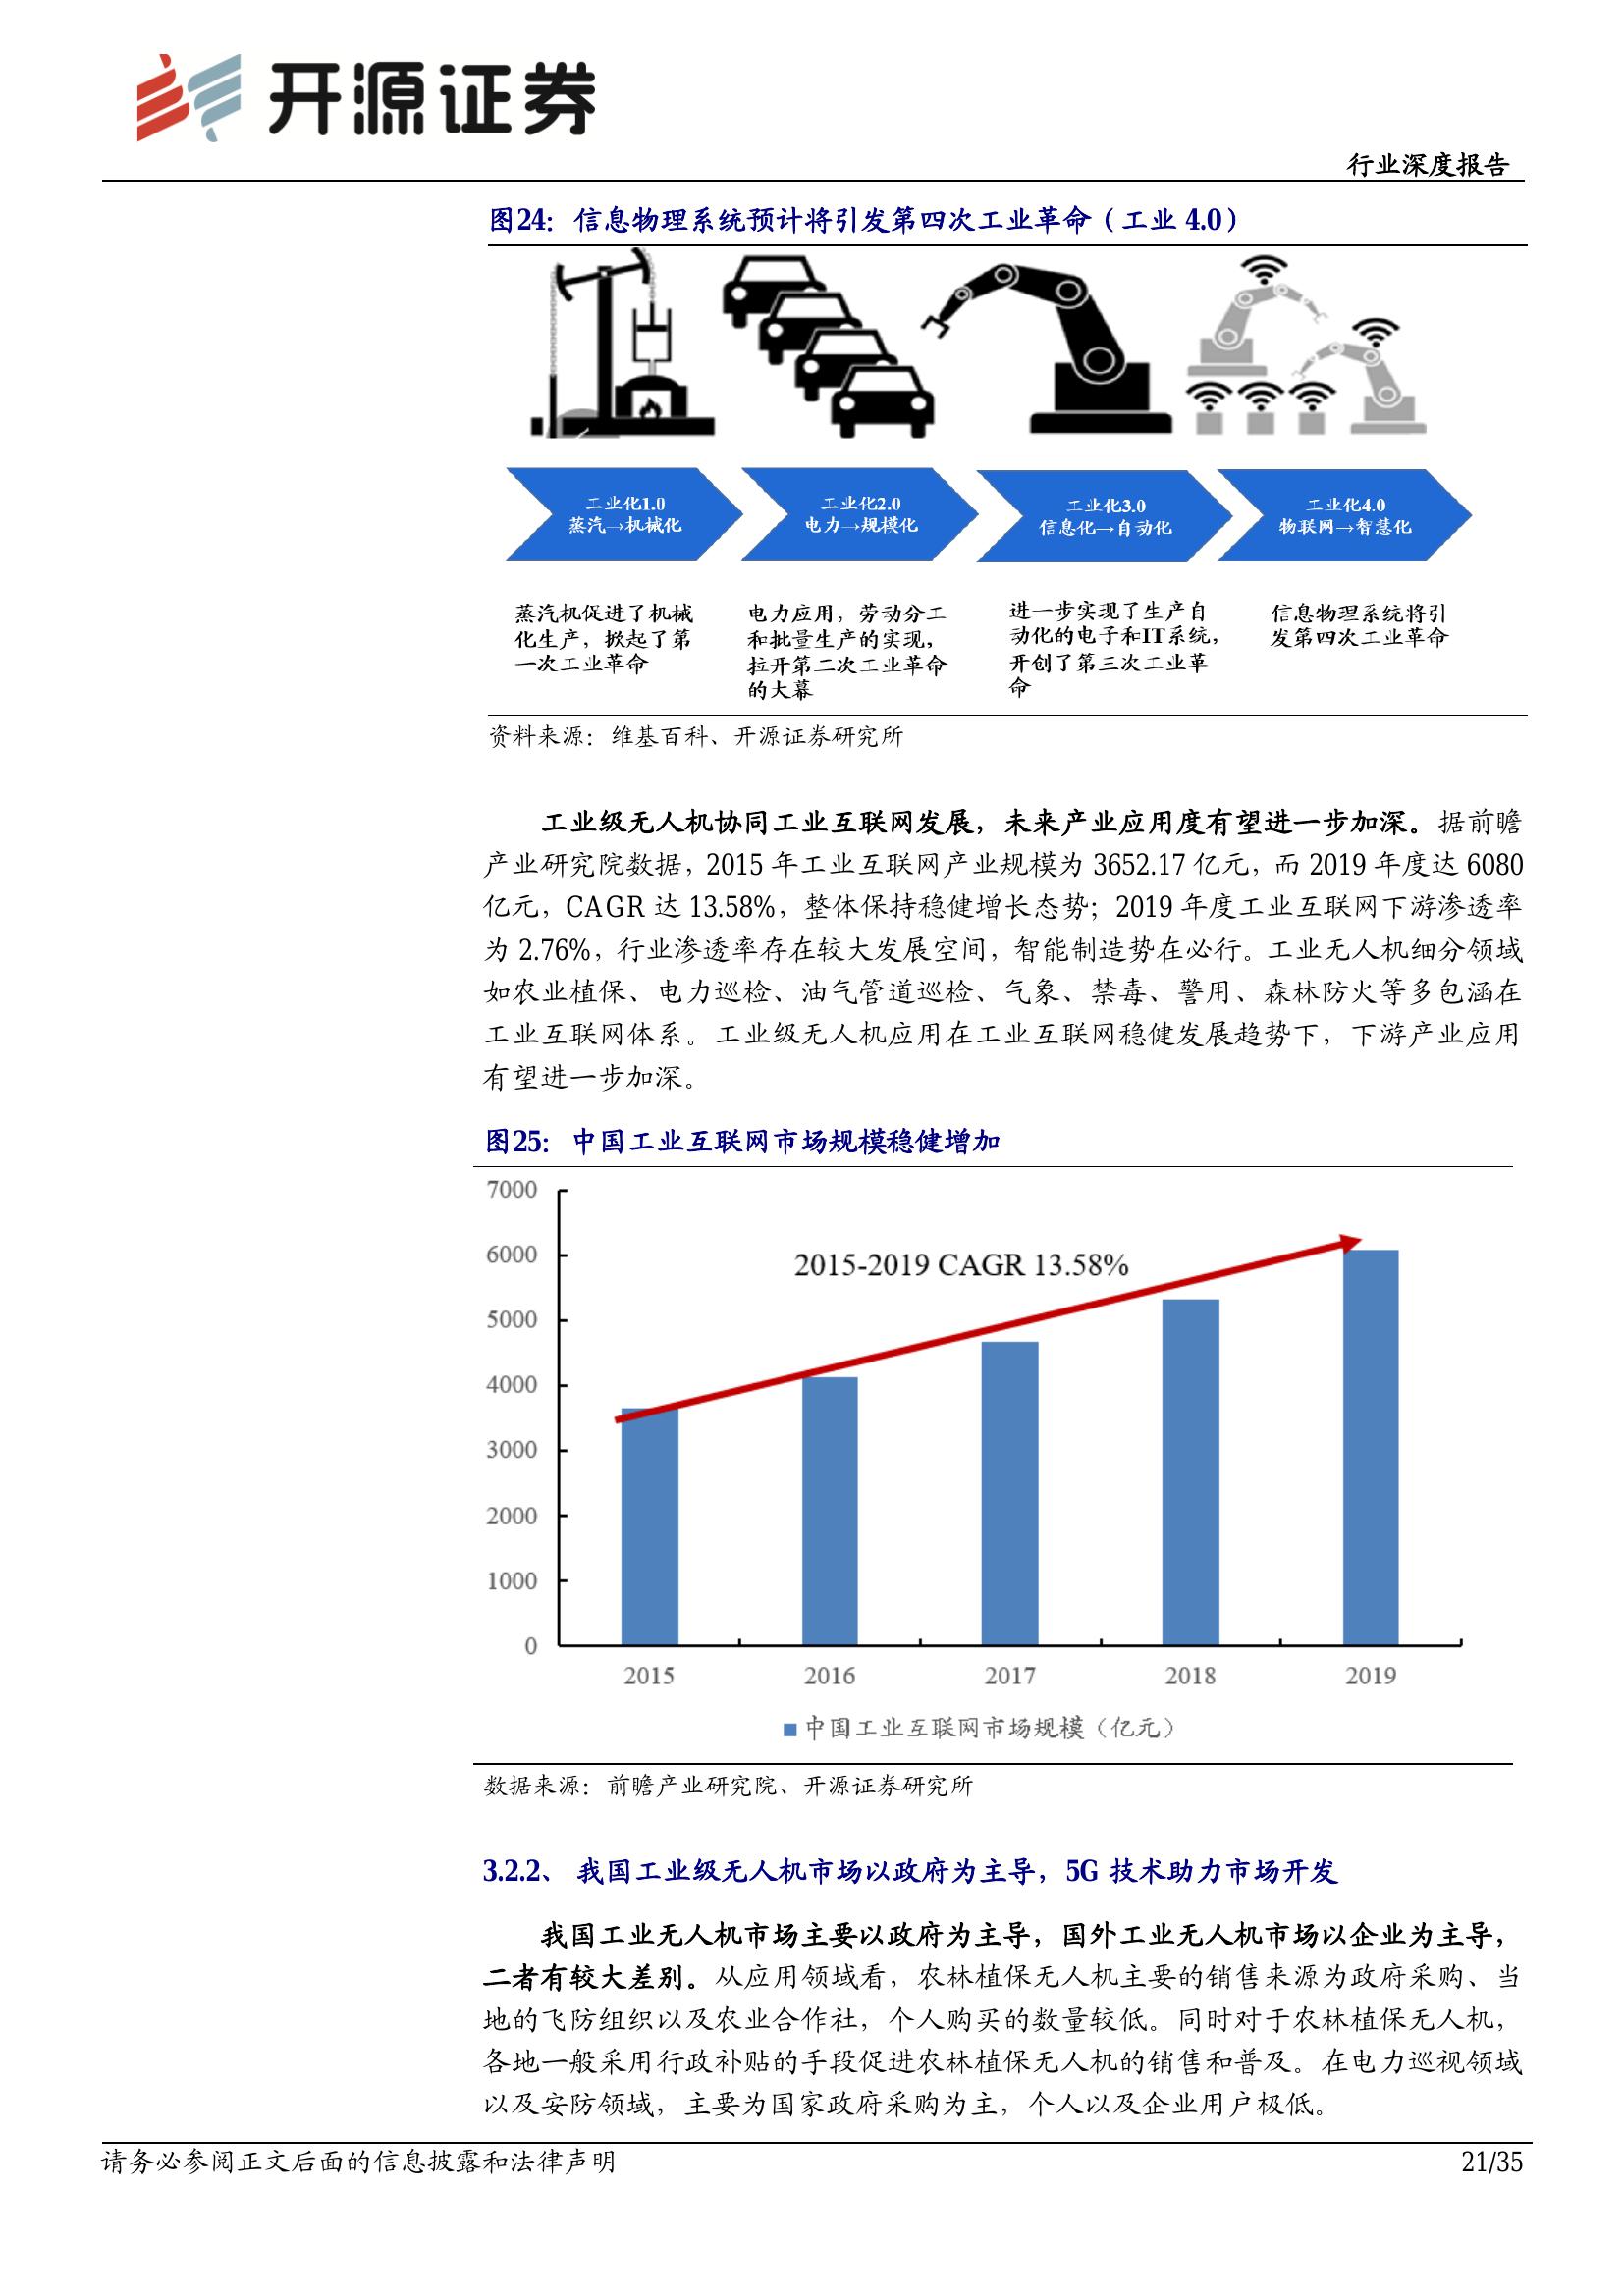 开源证券
行业深度报告
图24：信息物理系统预计将引发第四次工业革命（工业 4.0）
工业化1.0
蒸汽→机械化
工业化2.0
电力→规模化
工业化3.0
信息化→自动化
工业化4.0
物联网→智慧化
蒸汽机促进了机械
化生产，掀起了第
一次工业革命
电力应用，劳动分工
和批量生产的实现，
拉开第二次工业革命
的大幕
进一步实现了生产自
动化的电子和IT系统，
开创了第三次工业革
命
信息物理系统将引
发第四次工业革命
资料来源：维基百科、开源证券研究所
工业级无人机协同工业互联网发展，未来产业应用度有望进一步加深。据前瞻
产业研究院数据，2015 年工业互联网产业规模为 3652.17 亿元，而 2019 年度达 6080
亿元，CAGR 达 13.58%，整体保持稳健增长态势；2019 年度工业互联网下游渗透率
为 2.76%，行业渗透率存在较大发展空间，智能制造势在必行。工业无人机细分领域
如农业植保、电力巡检、油气管道巡检、气象、禁毒、警用、森林防火等多包涵在
工业互联网体系。工业级无人机应用在工业互联网稳健发展趋势下，下游产业应用
有望进一步加深。
图25：中国工业互联网市场规模稳健增加
7000
6000
5000
4000
3000
2000
1000
0
2015-2019 CAGR 13.58%
2015
2016
2017
2018
2019
中国工业互联网市场规模（亿元）
数据来源：前瞻产业研究院、开源证券研究所
3.2.2、 我国工业级无人机市场以政府为主导，5G 技术助力市场开发
我国工业无人机市场主要以政府为主导，国外工业无人机市场以企业为主导，
二者有较大差别。从应用领域看，农林植保无人机主要的销售来源为政府采购、当
地的飞防组织以及农业合作社，个人购买的数量较低。同时对于农林植保无人机，
各地一般采用行政补贴的手段促进农林植保无人机的销售和普及。在电力巡视领域
以及安防领域，主要为国家政府采购为主，个人以及企业用户极低。
请务必参阅正文后面的信息披露和法律声明
21/35